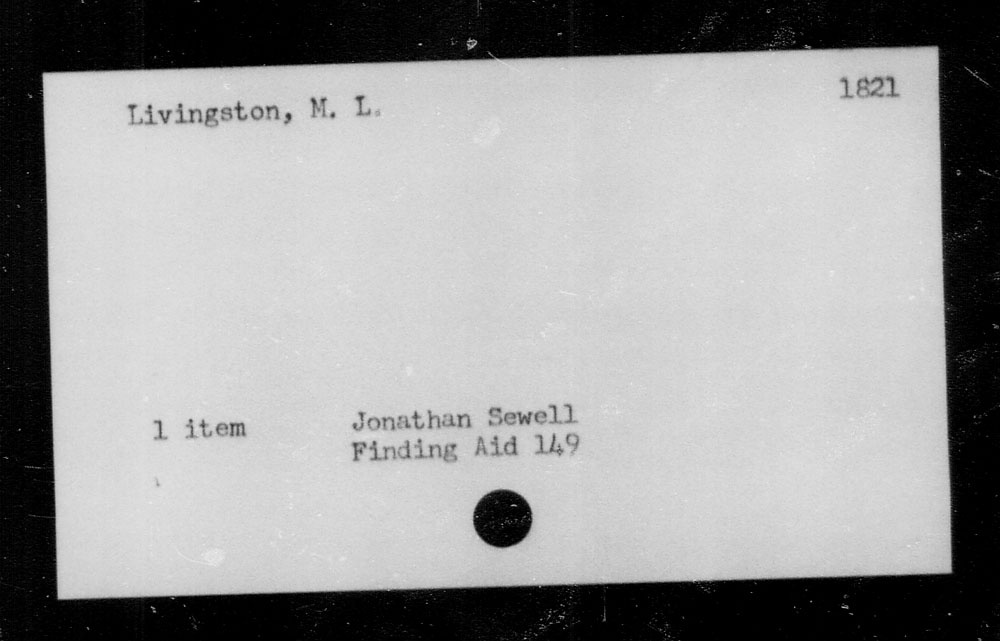 Livingston, M. L.
1821
1 item
Jonathan Sewell
Finding Aid 149